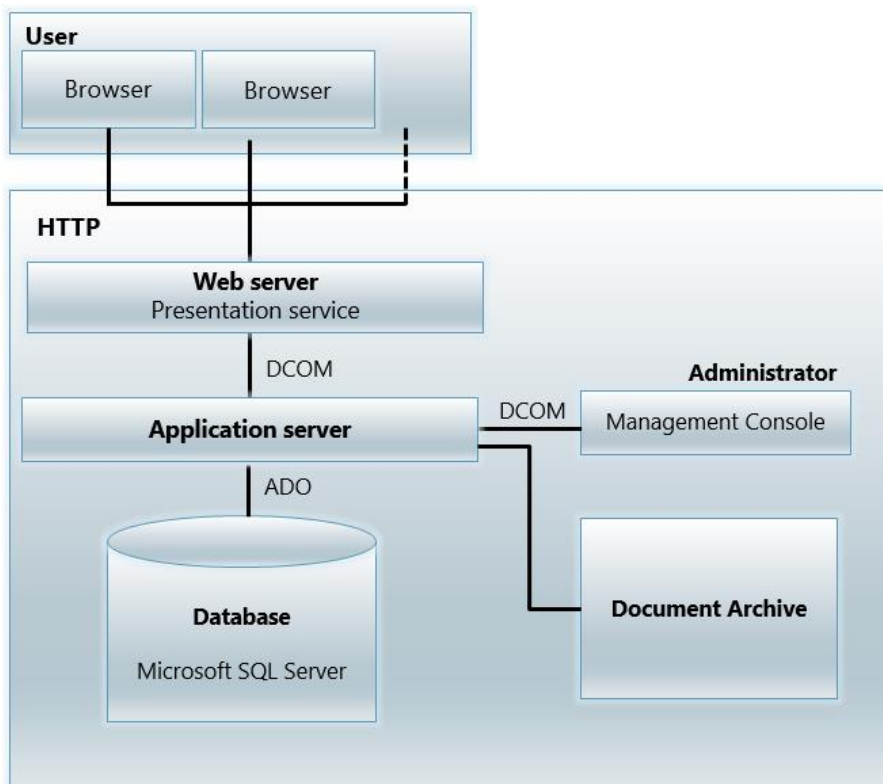 User
Browser
Browser
HTTP
Web server
Presentation service
DCOM
Administrator
Application server
DCOM
Management Console
ADO
Database
Microsoft SQL Server
Document Archive